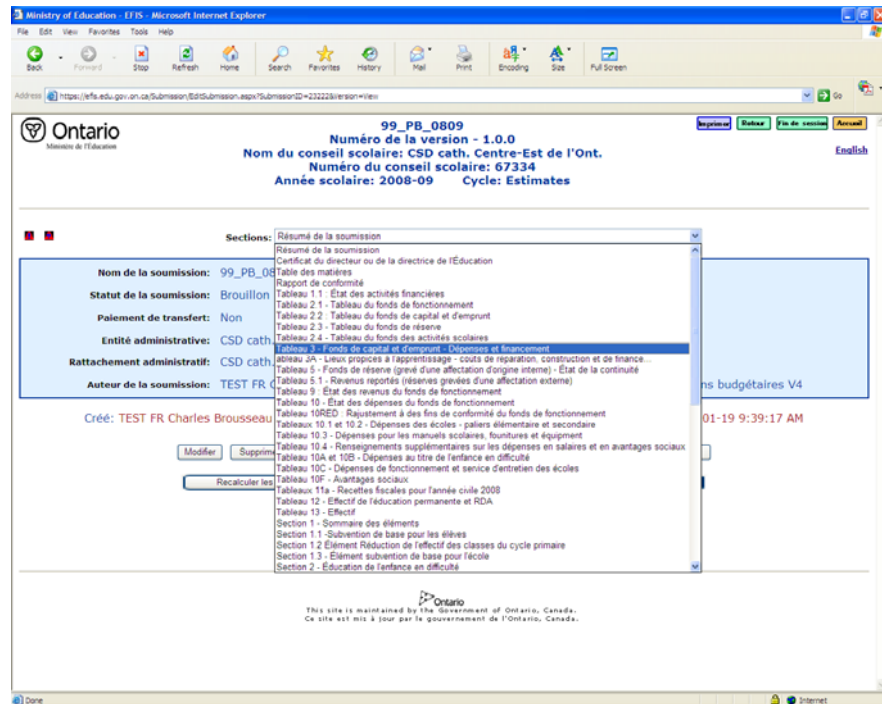 Ministry of Education - EFIS - Microsoft Internet Explorer
File Edit View Favorites Tools Help
Back Forward Stop Refresh Home Search Favorites History Mail Print Encoding Size Full Screen
Address https://efis.edu.gov.on.ca/Submission/EditSubmission.aspx?SubmissionID=23222&Version=View Go
Ontario
Ministère de l'Éducation
99_PB_0809
Numéro de la version - 1.0.0
Nom du conseil scolaire: CSD cath. Centre-Est de l'Ont.
Numéro du conseil scolaire: 67334
Année scolaire: 2008-09 Cycle: Estimates
Imprimer Retour Fin de session Accueil
English
Sections: Résumé de la soumission
Résumé de la soumission
Certificat du directeur ou de la directrice de l'Éducation
Table des matières
Rapport de conformité
Tableau 1.1 : État des activités financières
Tableau 2.1 - Tableau du fonds de fonctionnement
Tableau 2.2 : Tableau du fonds de capital et d'emprunt
Tableau 2.3 - Tableau du fonds de réserve
Tableau 2.4 - Tableau du fonds des activités scolaires
Tableau 3 - Fonds de capital et d'emprunt - Dépenses et financement
ableau 3A - Lieux propices à l'apprentissage - couts de réparation, construction et de finance...
Tableau 5 - Fonds de réserve (grevé d'une affectation d'origine interne) - État de la continuité
Tableau 5.1 - Revenus reportés (réserves grevées d'une affectation externe)
Tableau 9 : État des revenus du fonds de fonctionnement
Tableau 10 - État des dépenses du fonds de fonctionnement
Tableau 10RED : Rajustement à des fins de conformité du fonds de fonctionnement
Tableaux 10.1 et 10.2 - Dépenses des écoles - paliers élémentaire et secondaire
Tableau 10.3 - Dépenses pour les manuels scolaires, founitures et équipment
Tableau 10.4 - Renseignements supplémentaires sur les dépenses en salaires et en avantages sociaux
Tableau 10A et 10B - Dépenses au titre de l'enfance en difficulté
Tableau 10C - Dépenses de fonctionnement et service d'entretien des écoles
Tableau 10F - Avantages sociaux
Tableaux 11a - Recettes fiscales pour l'année civile 2008
Tableau 12 - Effectif de l'éducation permanente et RDA
Tableau 13 - Effectif
Section 1 - Sommaire des éléments
Section 1.1 -Subvention de base pour les élèves
Section 1.2 Élément Réduction de l'effectif des classes du cycle primaire
Section 1.3 - Élément subvention de base pour l'école
Section 2 - Éducation de l'enfance en difficulté
Nom de la soumission: 99_PB_08
Statut de la soumission: Brouillon
Paiement de transfert: Non
Entité administrative: CSD cath.
Rattachement administratif: CSD cath.
Auteur de la soumission: TEST FR C ns budgétaires V4
Créé: TEST FR Charles Brousseau 01-19 9:39:17 AM
Modifier Supprime
Recalculer les
Ontario
This site is maintained by the Government of Ontario, Canada.
Ce site est mis à jour par le gouvernement de l'Ontario, Canada.
Done Internet